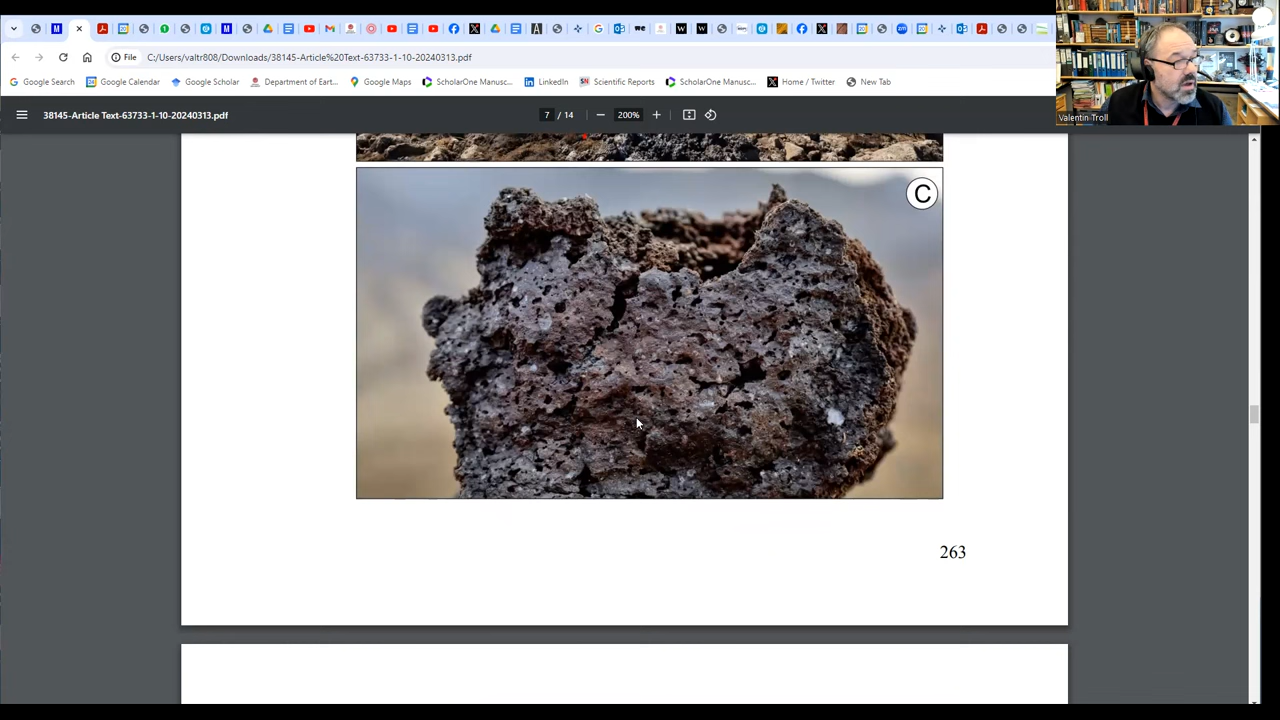 File
C:/Users/valtr808/Downloads/38145-Article%20Text-63733-1-10-20240313.pdf
Google Search
Google Calendar
Google Scholar
Department of Eart...
Google Maps
ScholarOne Manusc...
LinkedIn
Scientific Reports
ScholarOne Manusc...
Home / Twitter
New Tab
Valentin Troll
38145-Article Text-63733-1-10-20240313.pdf
7 / 14
200%
C
263